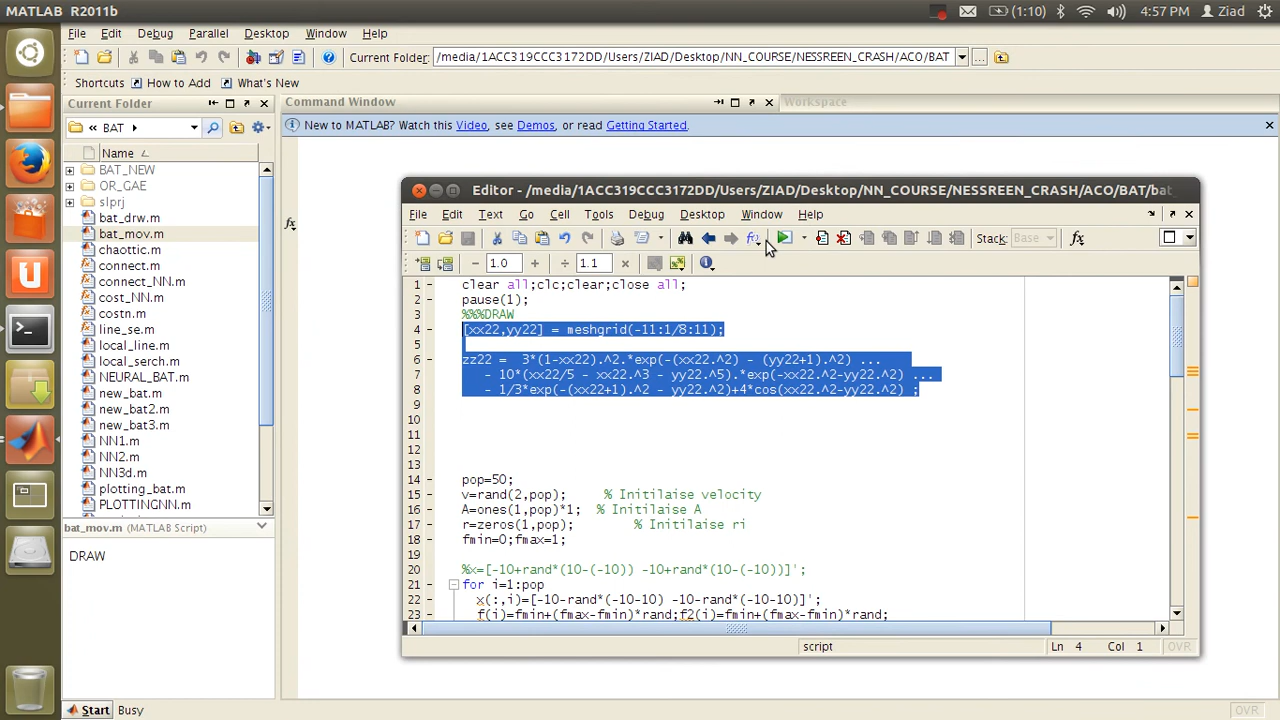 MATLAB R2011b
(1:10) 4:57 PM Ziad
File Edit Debug Parallel Desktop Window Help
Current Folder: /media/1ACC319CCC3172DD/Users/ZIAD/Desktop/NN_COURSE/NESSREEN_CRASH/ACO/BAT
Shortcuts How to Add What's New
Current Folder
Command Window
Workspace
New to MATLAB? Watch this Video, see Demos, or read Getting Started.
« BAT
Name
BAT_NEW
OR_GAE
slprj
bat_drw.m
bat_mov.m
chaottic.m
connect.m
connect_NN.m
cost_NN.m
costn.m
line_se.m
local_line.m
local_serch.m
NEURAL_BAT.m
new_bat.m
new_bat2.m
new_bat3.m
NN1.m
NN2.m
NN3d.m
plotting_bat.m
PLOTTINGNN.m
bat_mov.m (MATLAB Script)
DRAW
Start Busy
fx
Editor - /media/1ACC319CCC3172DD/Users/ZIAD/Desktop/NN_COURSE/NESSREEN_CRASH/ACO/BAT/bat_
File Edit Text Go Cell Tools Debug Desktop Window Help
Stack: Base fx
− 1.0 + ÷ 1.1 ×
1 clear all;clc;clear;close all;
2 pause(1);
3 %%%DRAW
4 [xx22,yy22] = meshgrid(-11:1/8:11);
5
6 zz22 =  3*(1-xx22).^2.*exp(-(xx22.^2) - (yy22+1).^2) ...
7 - 10*(xx22/5 - xx22.^3 - yy22.^5).*exp(-xx22.^2-yy22.^2) ...
8 - 1/3*exp(-(xx22+1).^2 - yy22.^2)+4*cos(xx22.^2-yy22.^2) ;
9
10
11
12
13
14 pop=50;
15 v=rand(2,pop); % Initilaise velocity
16 A=ones(1,pop)*1; % Initilaise A
17 r=zeros(1,pop); % Initilaise ri
18 fmin=0;fmax=1;
19
20 %x=[-10+rand*(10-(-10)) -10+rand*(10-(-10))]';
21 for i=1:pop
22 x(:,i)=[-10-rand*(-10-10) -10-rand*(-10-10)]';
23 f(i)=fmin+(fmax-fmin)*rand;f2(i)=fmin+(fmax-fmin)*rand;
script Ln 4 Col 1 OVR
OVR